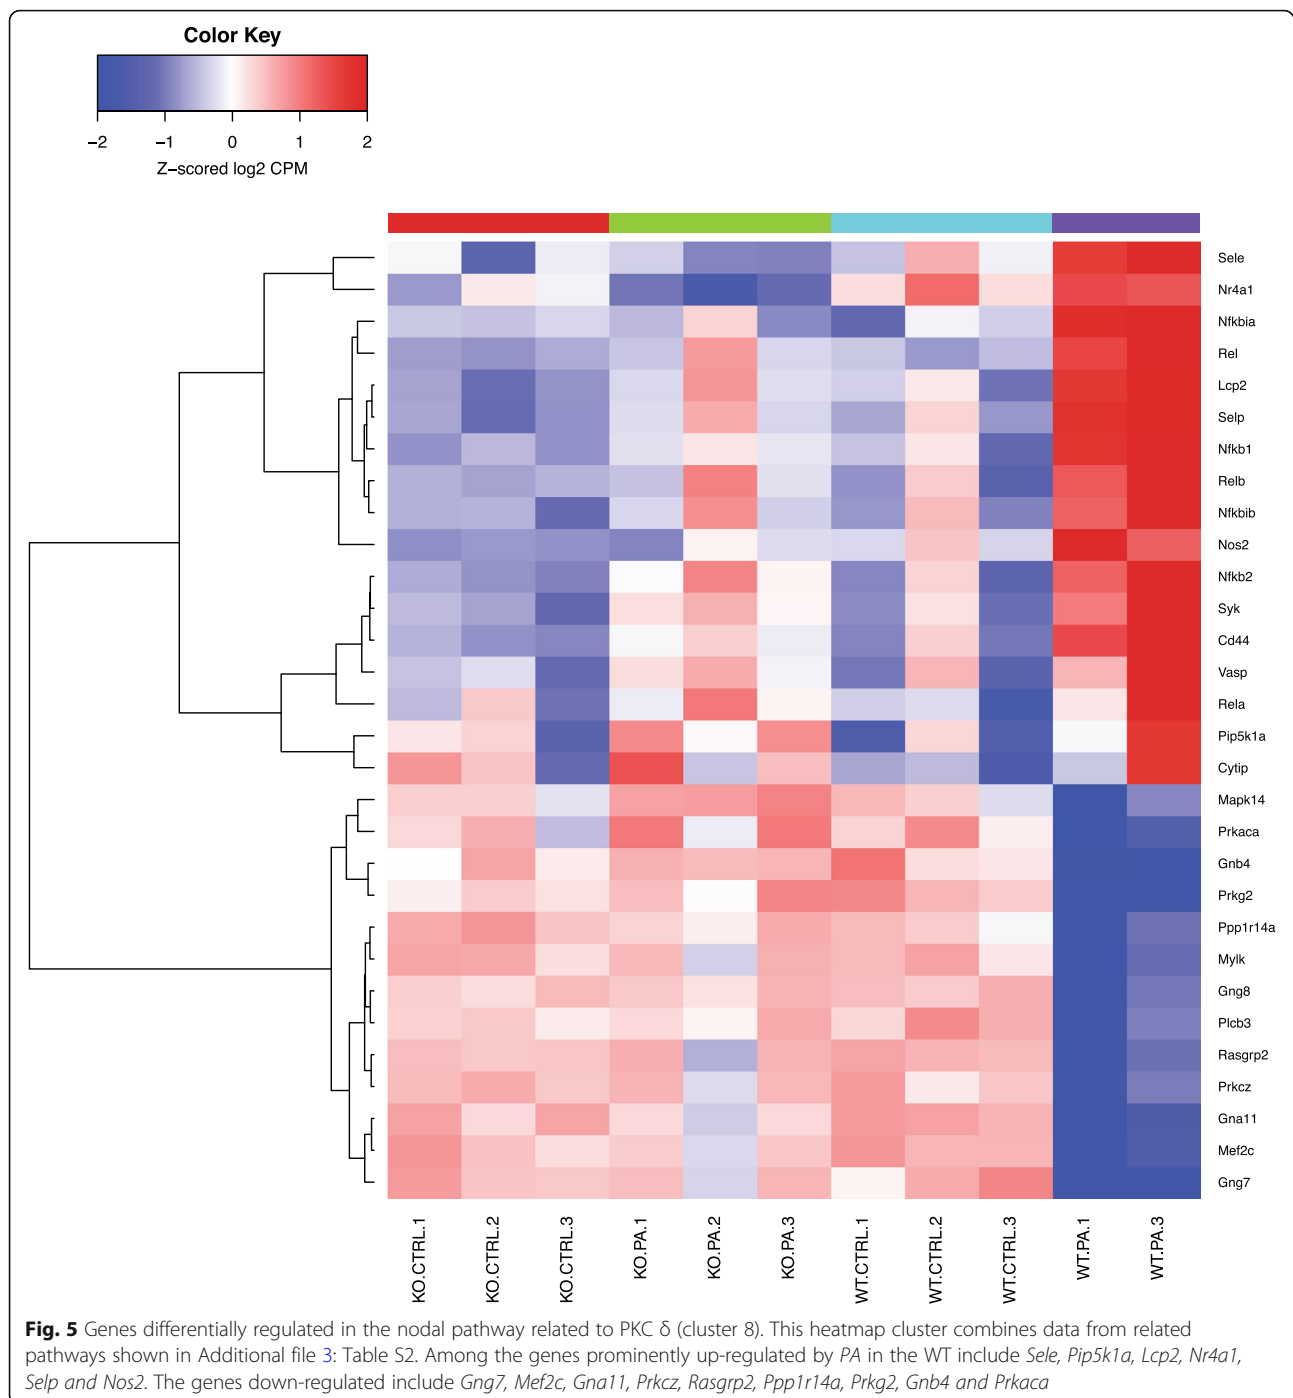 Color Key
−2 −1 0 1 2
Z−scored log2 CPM
Sele
Nr4a1
Nfkbia
Rel
Lcp2
Selp
Nfkb1
Relb
Nfkbib
Nos2
Nfkb2
Syk
Cd44
Vasp
Rela
Pip5k1a
Cytip
Mapk14
Prkaca
Gnb4
Prkg2
Ppp1r14a
Mylk
Gng8
Plcb3
Rasgrp2
Prkcz
Gna11
Mef2c
Gng7
KO.CTRL.1
KO.CTRL.2
KO.CTRL.3
KO.PA.1
KO.PA.2
KO.PA.3
WT.CTRL.1
WT.CTRL.2
WT.CTRL.3
WT.PA.1
WT.PA.3
Fig. 5 Genes differentially regulated in the nodal pathway related to PKC δ (cluster 8). This heatmap cluster combines data from related
pathways shown in Additional file 3: Table S2. Among the genes prominently up-regulated by PA in the WT include Sele, Pip5k1a, Lcp2, Nr4a1,
Selp and Nos2. The genes down-regulated include Gng7, Mef2c, Gna11, Prkcz, Rasgrp2, Ppp1r14a, Prkg2, Gnb4 and Prkaca